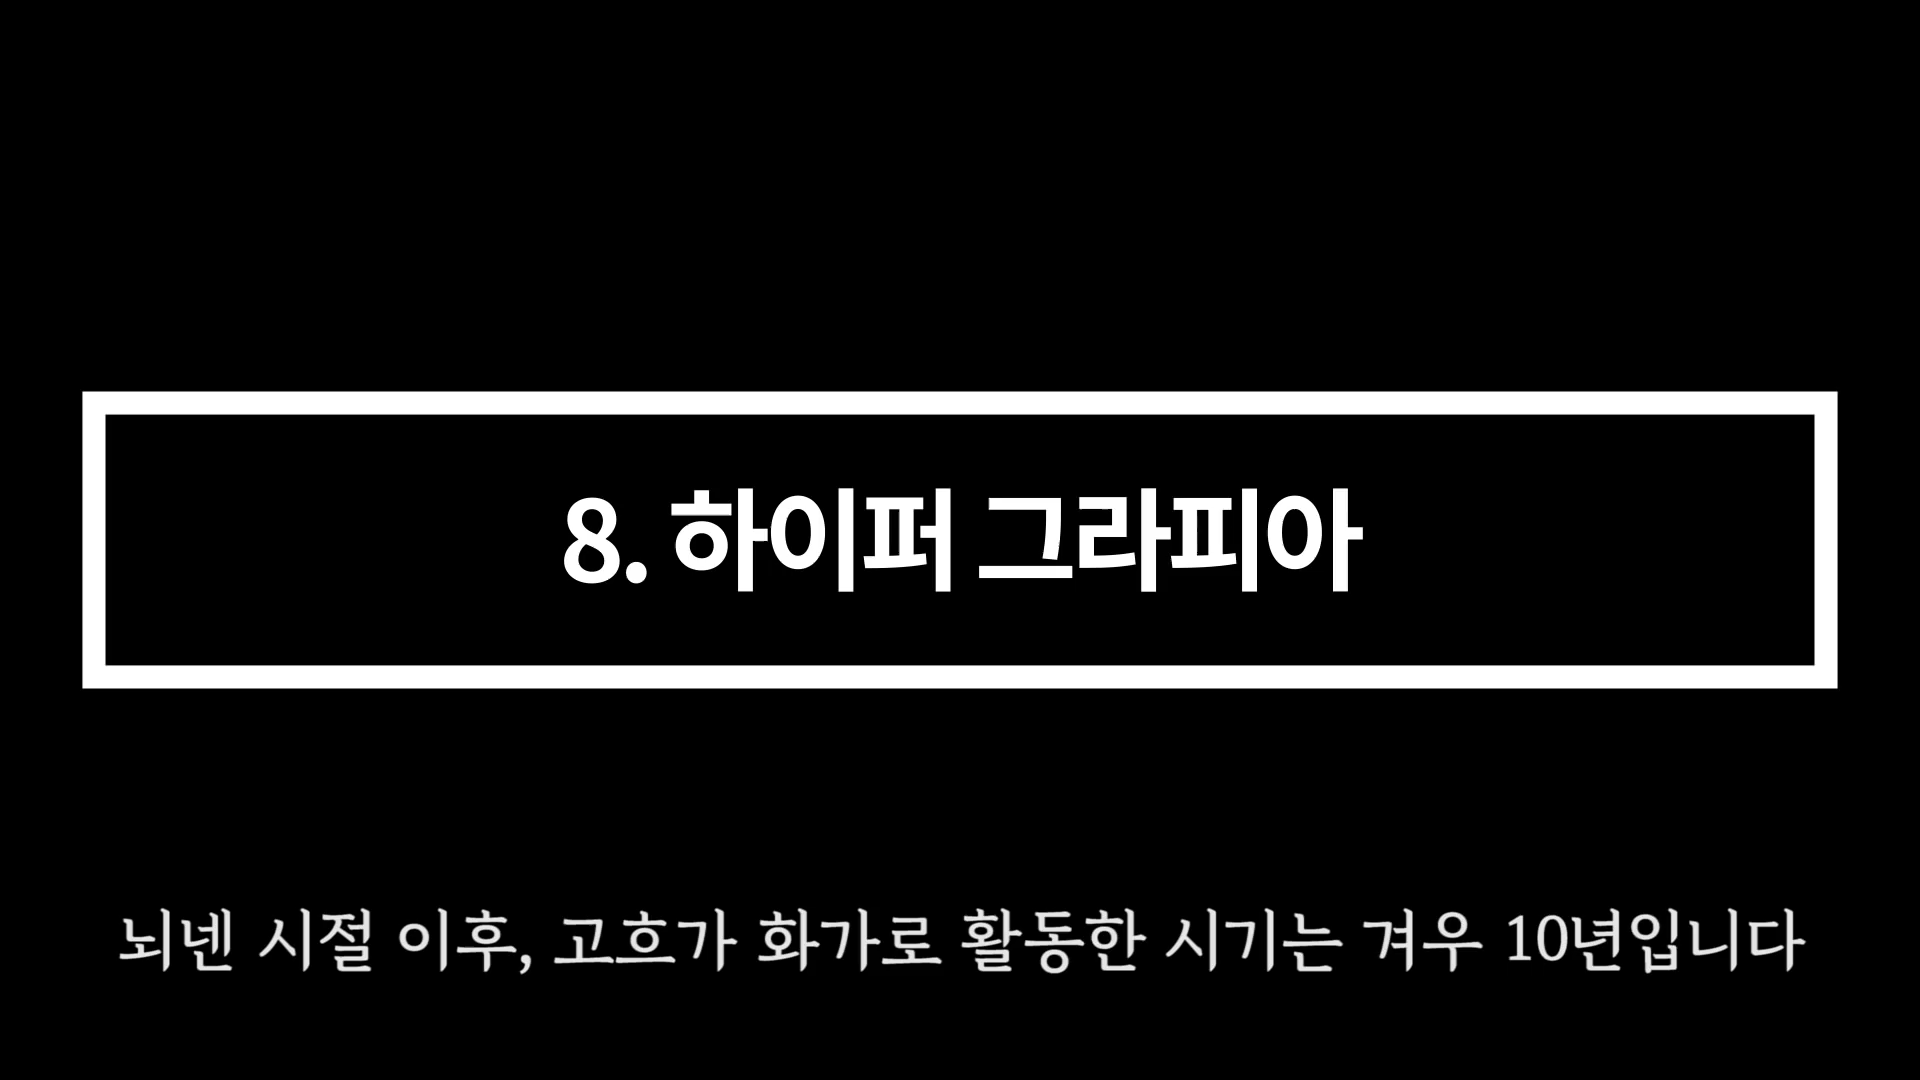 8. 하이퍼 그라피아
뇌넨 시절 이후, 고흐가 화가로 활동한 시기는 겨우 10년입니다